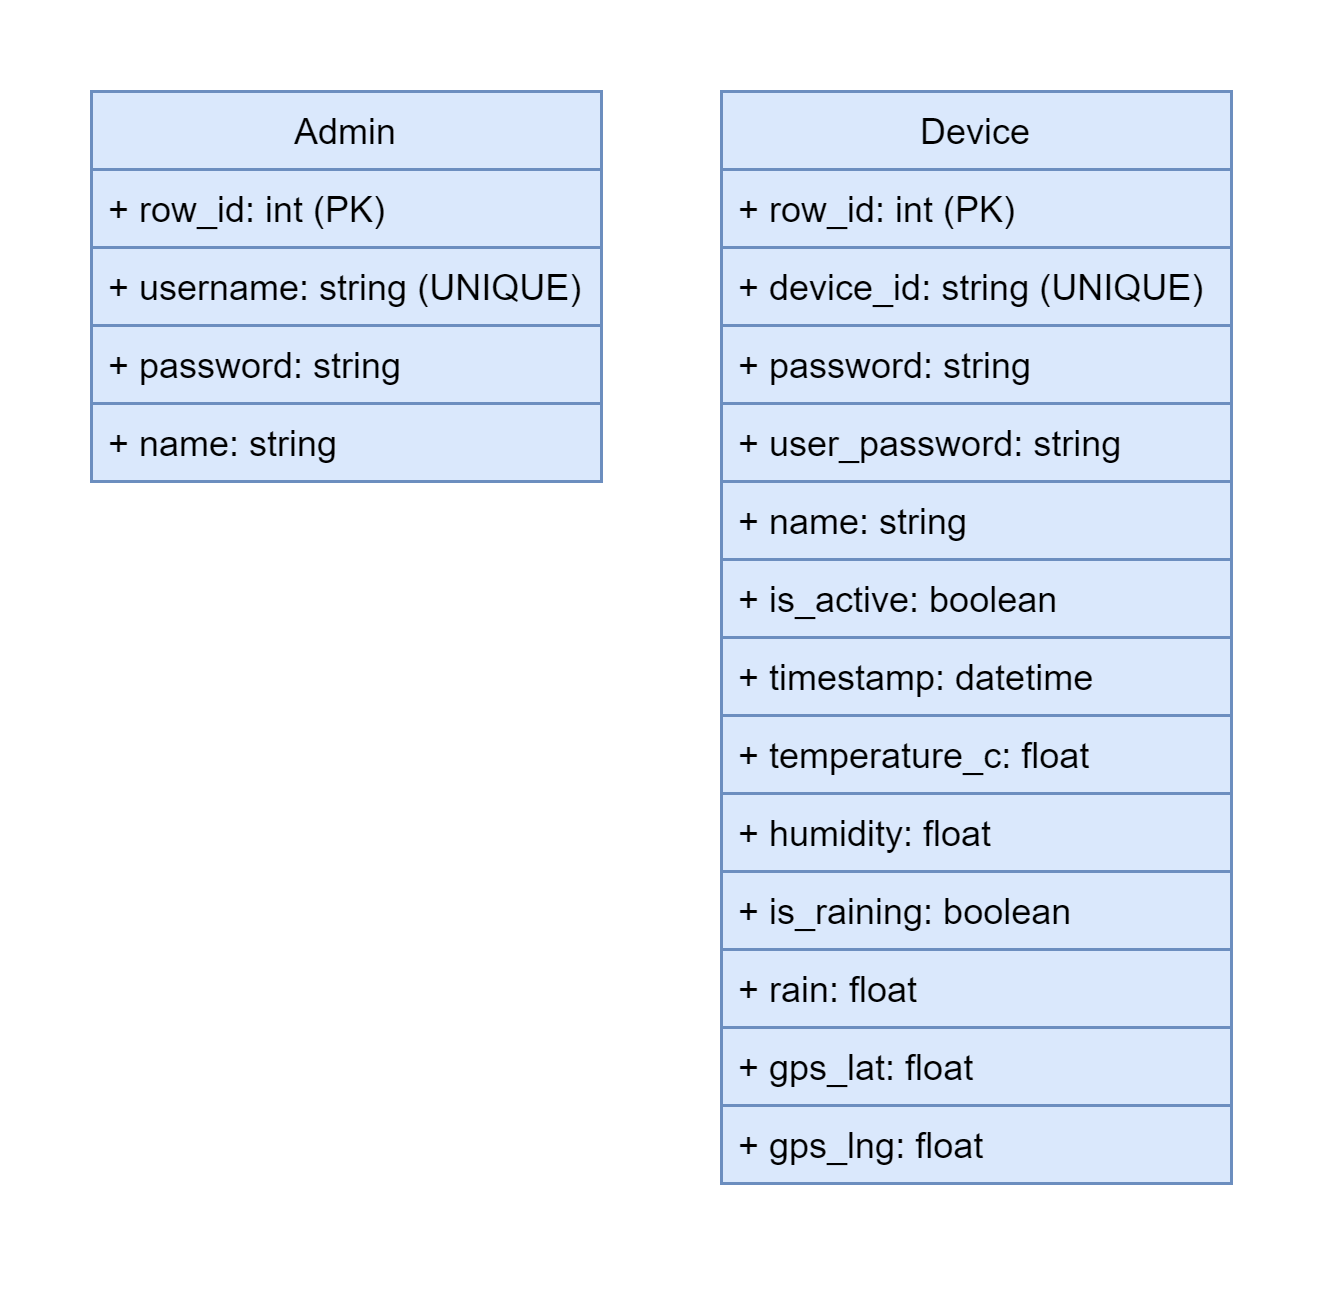 Admin
+ row_id: int (PK)
+ username: string (UNIQUE)
+ password: string
+ name: string
Device
+ row_id: int (PK)
+ device_id: string (UNIQUE)
+ password: string
+ user_password: string
+ name: string
+ is_active: boolean
+ timestamp: datetime
+ temperature_c: float
+ humidity: float
+ is_raining: boolean
+ rain: float
+ gps_lat: float
+ gps_lng: float